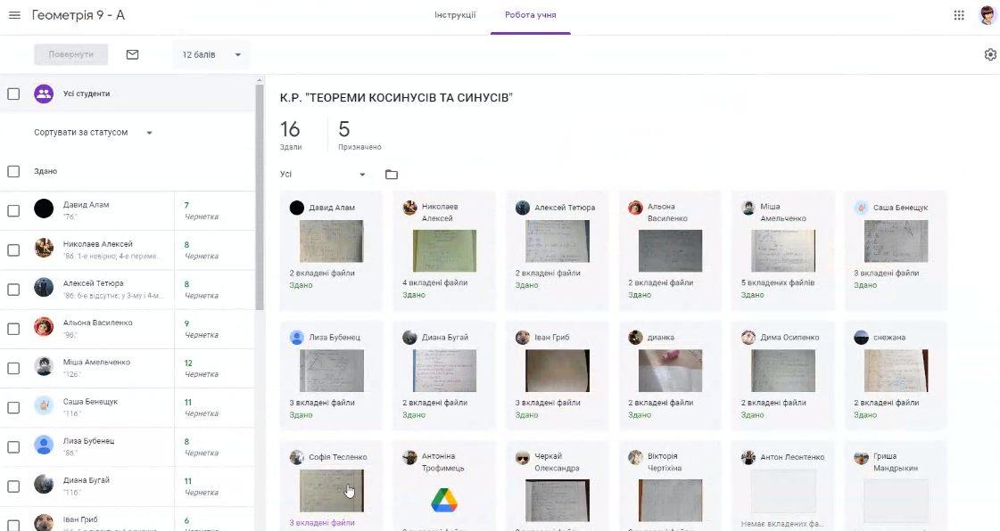 Геометрія 9 - А
Інструкції
Робота учня
Повернути
12 балів
Усі студенти
Сортувати за статусом
Здано
Давид Алам
"7б."
7
Чернетка
Николаев Алексей
"8б. 1-е невірно; 4-е периме...
8
Чернетка
Алексей Тетюра
"8б. 6-е відсутнє; у 3-му і 4-м...
8
Чернетка
Альона Василенко
"9б."
9
Чернетка
Міша Амельченко
"12б."
12
Чернетка
Саша Бенещук
"11б."
11
Чернетка
Лиза Бубенец
"8б."
8
Чернетка
Диана Бугай
"11б."
11
Чернетка
Іван Гриб
6
К.Р. "ТЕОРЕМИ КОСИНУСІВ ТА СИНУСІВ"
16
Здали
5
Призначено
Усі
Давид Алам
2 вкладені файли
Здано
Николаев
Алексей
4 вкладені файли
Здано
Алексей Тетюра
2 вкладені файли
Здано
Альона
Василенко
2 вкладені файли
Здано
Міша
Амельченко
5 вкладених файлів
Здано
Саша Бенещук
3 вкладені файли
Здано
Лиза Бубенец
3 вкладені файли
Здано
Диана Бугай
2 вкладені файли
Здано
Іван Гриб
3 вкладені файли
Здано
дианка
2 вкладені файли
Здано
Дима Осипенко
2 вкладені файли
Здано
снежана
2 вкладені файли
Здано
Софія Тесленко
3 вкладені файли
Антоніна
Трофимець
Черкай
Олександра
Вікторія
Чертіхіна
Антон Леонтенко
Немає вкладених фа...
Гриша
Мандрыкин